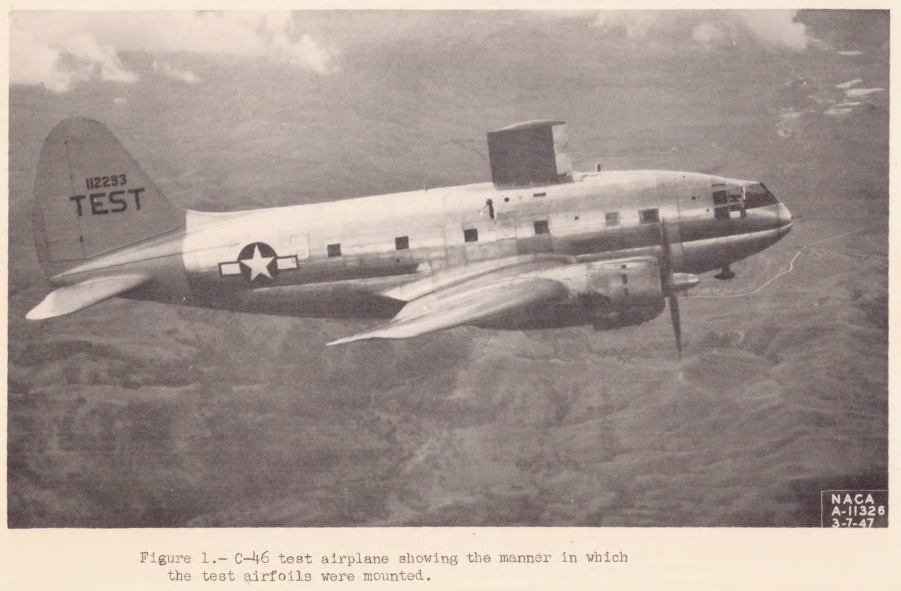 112293
TEST
NACA
A-11326
3-7-47
Figure 1.- C-46 test airplane showing the manner in which
the test airfoils were mounted.